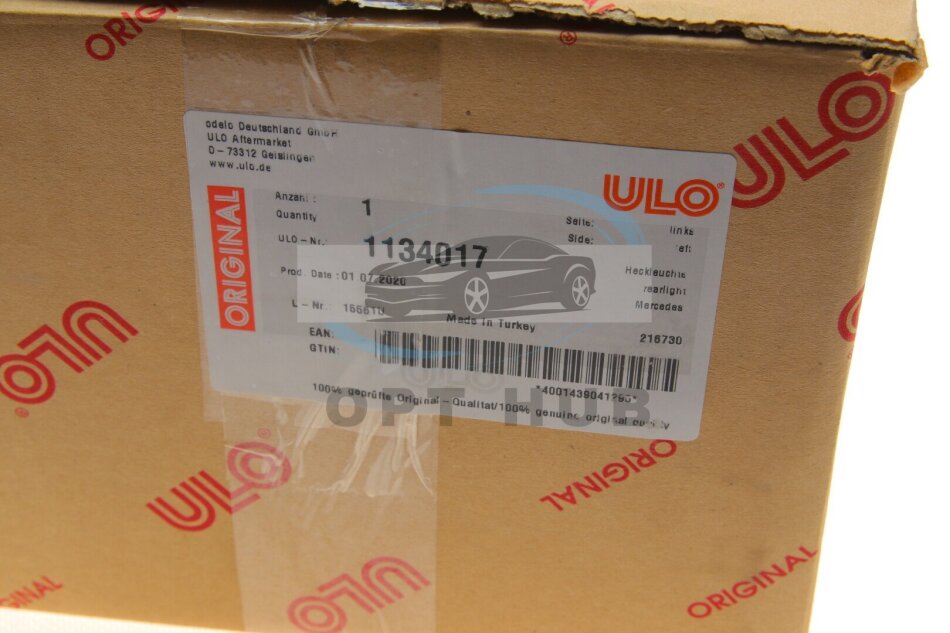 ORIGINAL
odelo Deutschland GmbH
ULO Aftermarket
D-73312 Geislingen
www.ulo.de
ULO
ULO
ORIGINAL
Anzahl: 1
Quantity
Seite: links
Side: left
ULO-Nr.: 1134017
Heckleuchte
rearlight
Prod. Date: 01.07.2020
Mercedes
L-Nr.:
Made in Turkey
216730
EAN:
GTIN:
100% geprüfte Original-Qualität/100% genuine original quality
OPT HUB
ULO
ULO
ORIGINAL
ORIGINAL
ULO